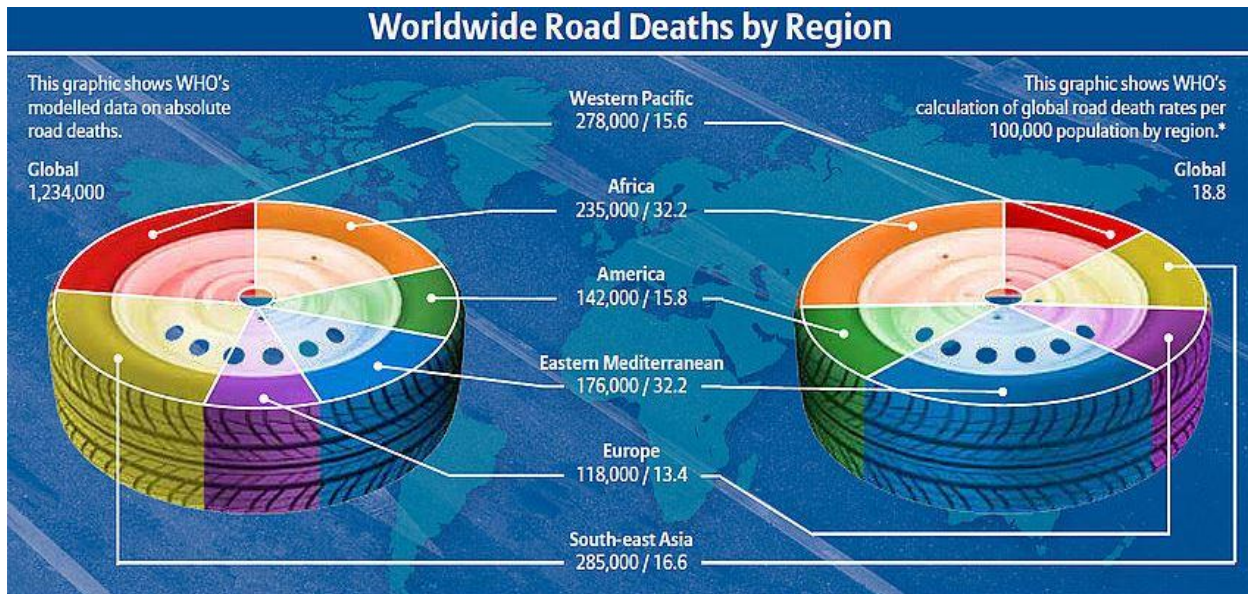 Worldwide Road Deaths by Region
This graphic shows WHO's
modelled data on absolute
road deaths.
Global
1,234,000
Western Pacific
278,000 / 15.6
Africa
235,000 / 32.2
America
142,000 / 15.8
Eastern Mediterranean
176,000 / 32.2
Europe
118,000 / 13.4
South-east Asia
285,000 / 16.6
This graphic shows WHO's
calculation of global road death rates per
100,000 population by region.*
Global
18.8